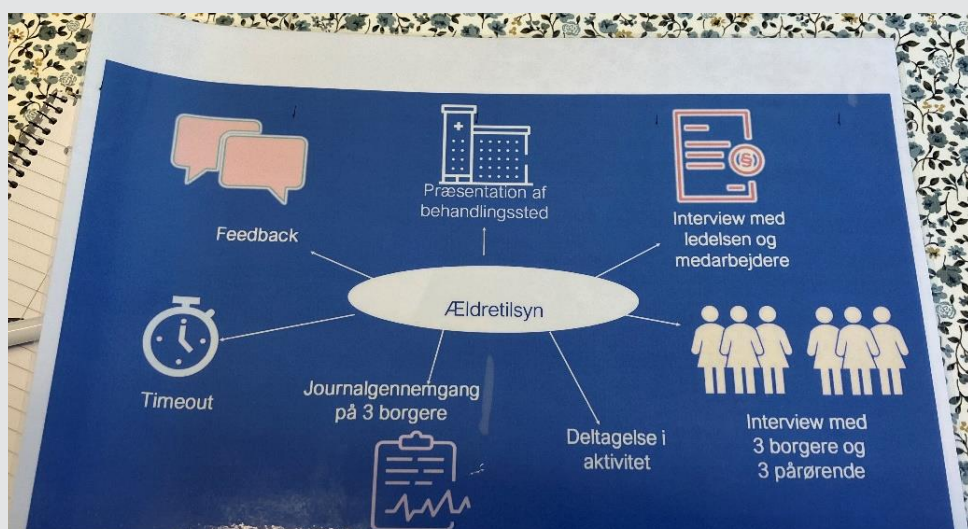 Præsentation af
behandlingssted
Feedback
Interview med
ledelsen og
medarbejdere
Ældretilsyn
Timeout
Journalgennemgang
på 3 borgere
Deltagelse i
aktivitet
Interview med
3 borgere og
3 pårørende
§